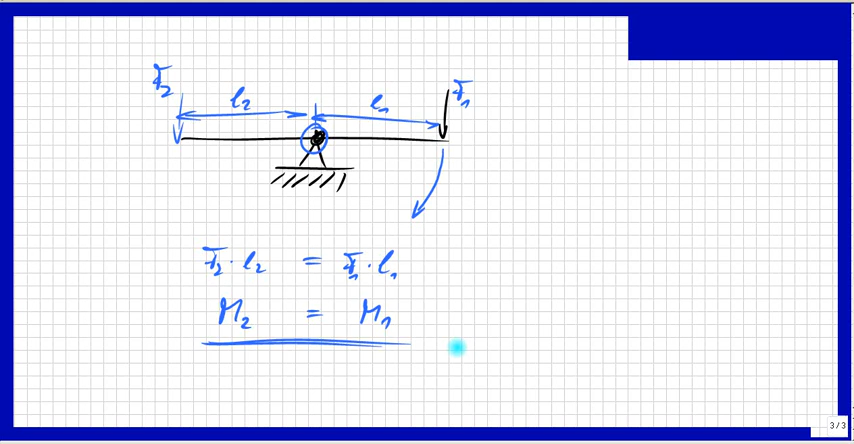 F₂ l₂ l₁ F₁
F₂ · l₂ = F₁ · l₁
M₂ = M₁
3 / 3